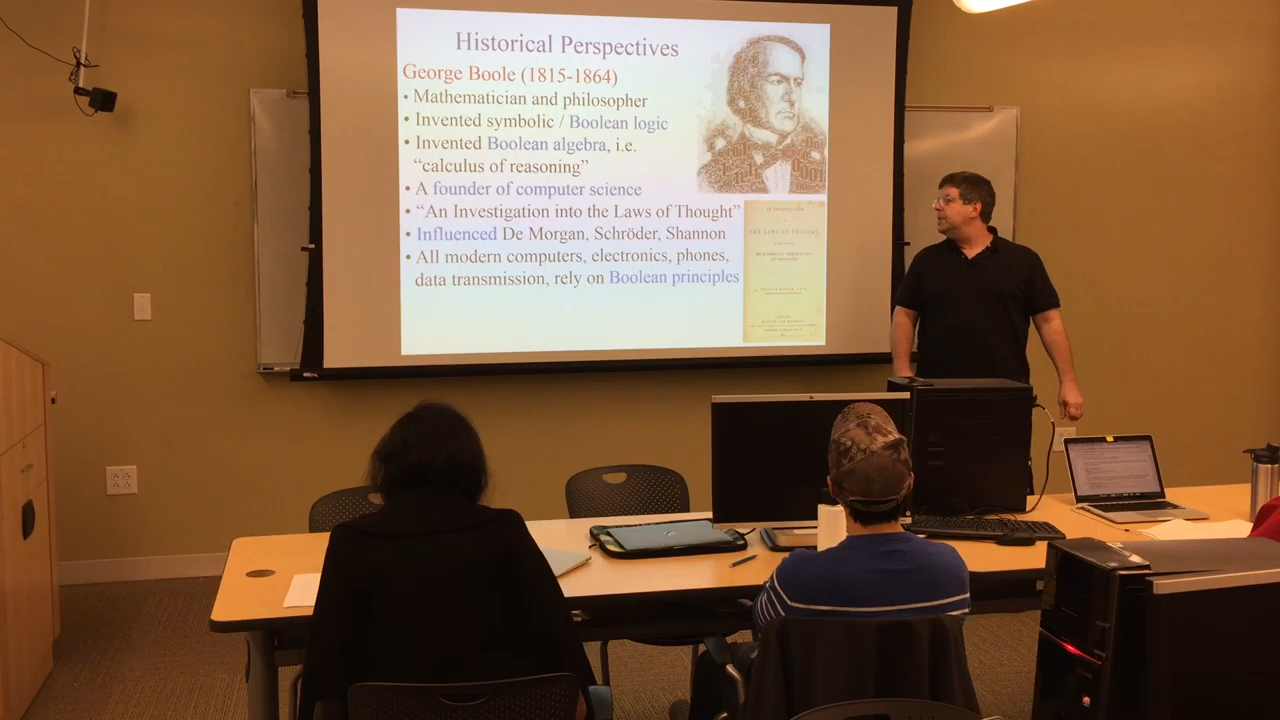 Historical Perspectives
George Boole (1815-1864)
• Mathematician and philosopher
• Invented symbolic / Boolean logic
• Invented Boolean algebra, i.e.
“calculus of reasoning”
• A founder of computer science
• “An Investigation into the Laws of Thought”
• Influenced De Morgan, Schröder, Shannon
• All modern computers, electronics, phones,
data transmission, rely on Boolean principles
THE LAWS OF THOUGHT,